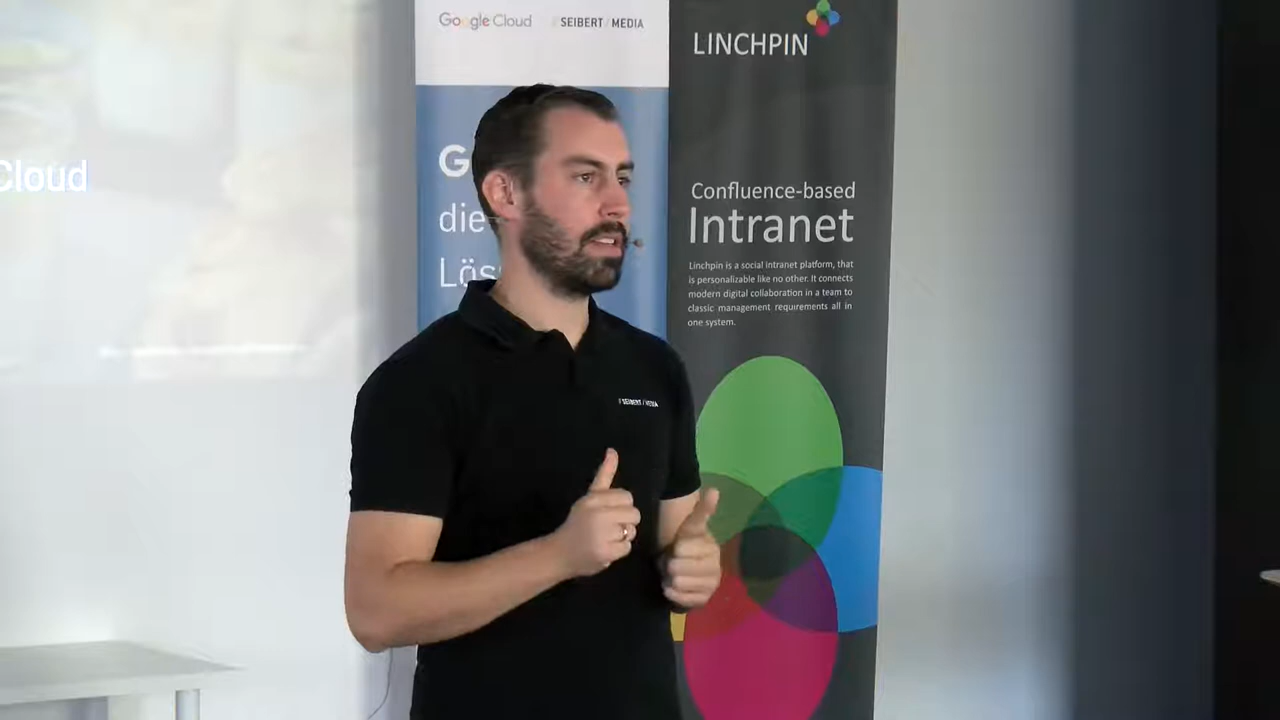 Cloud
Google Cloud
//SEIBERT/MEDIA
G
die
Lös
LINCHPIN
Confluence-based
Intranet
Linchpin is a social intranet platform, that
is personalizable like no other. It connects
modern digital collaboration in a team to
classic management requirements all in
one system.
//SEIBERT/MEDIA